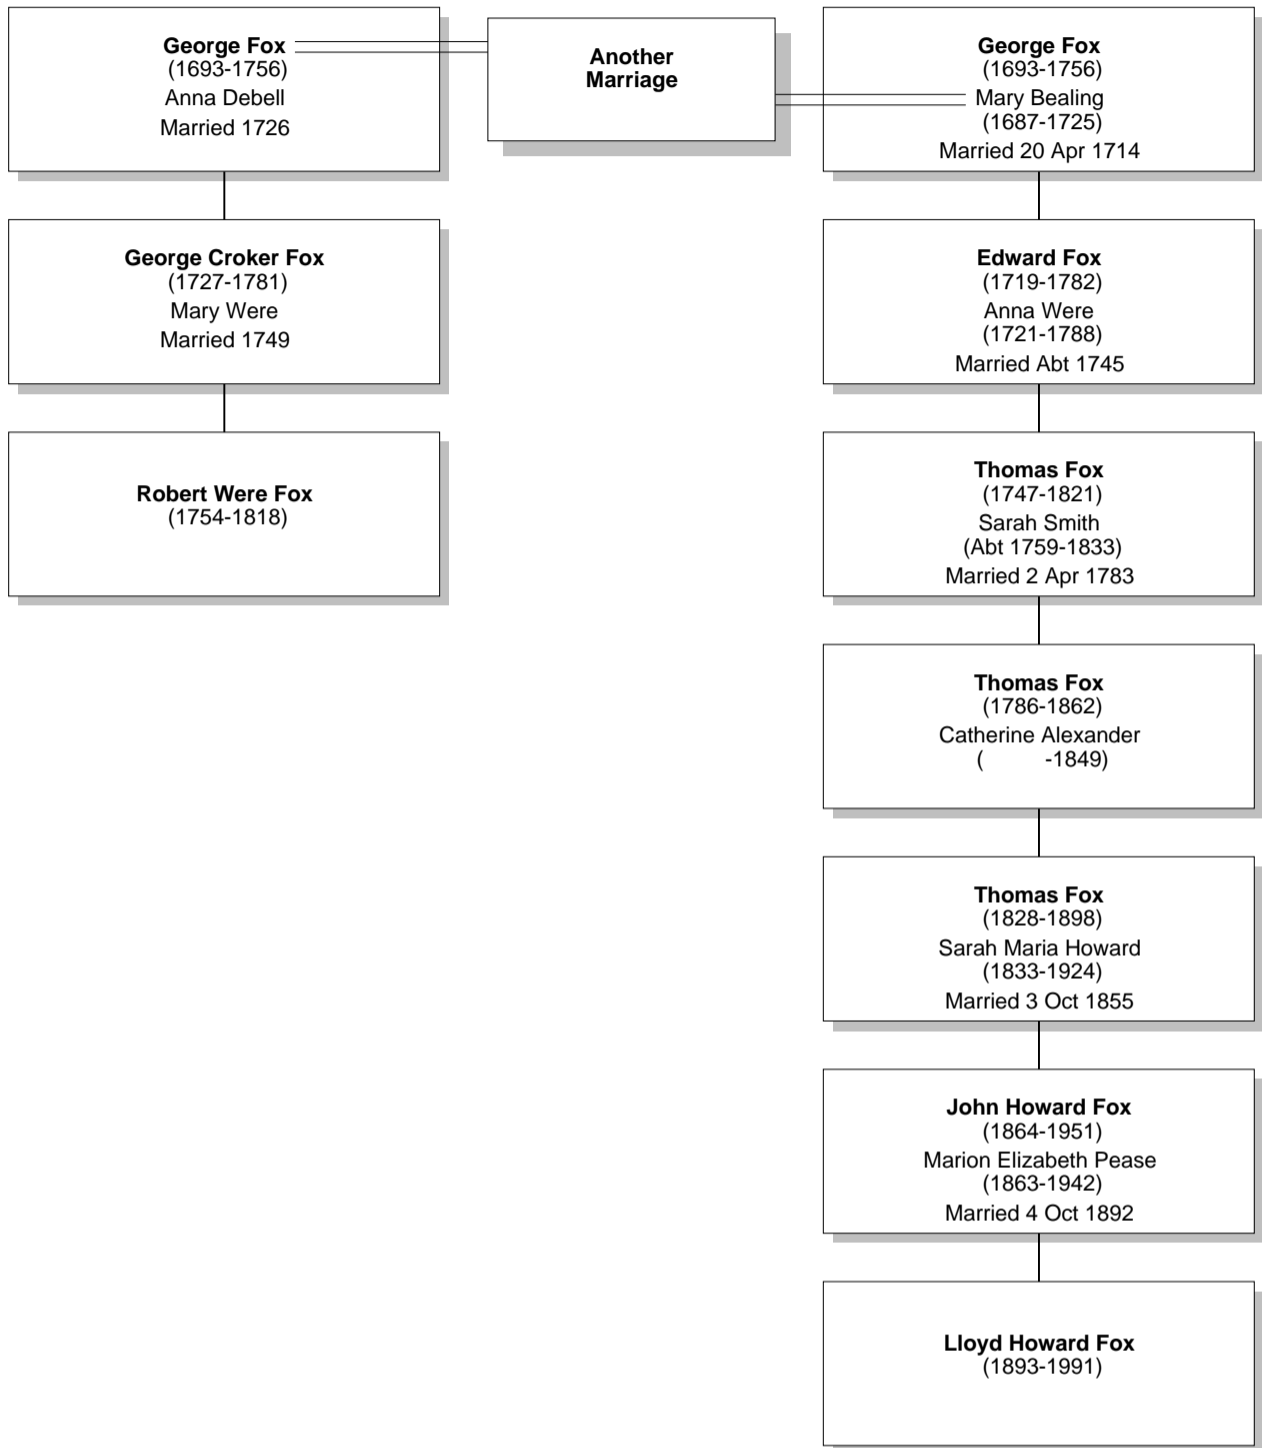 George Fox
(1693-1756)
Anna Debell
Married 1726
Another
Marriage
George Fox
(1693-1756)
Mary Bealing
(1687-1725)
Married 20 Apr 1714
George Croker Fox
(1727-1781)
Mary Were
Married 1749
Edward Fox
(1719-1782)
Anna Were
(1721-1788)
Married Abt 1745
Robert Were Fox
(1754-1818)
Thomas Fox
(1747-1821)
Sarah Smith
(Abt 1759-1833)
Married 2 Apr 1783
Thomas Fox
(1786-1862)
Catherine Alexander
( -1849)
Thomas Fox
(1828-1898)
Sarah Maria Howard
(1833-1924)
Married 3 Oct 1855
John Howard Fox
(1864-1951)
Marion Elizabeth Pease
(1863-1942)
Married 4 Oct 1892
Lloyd Howard Fox
(1893-1991)